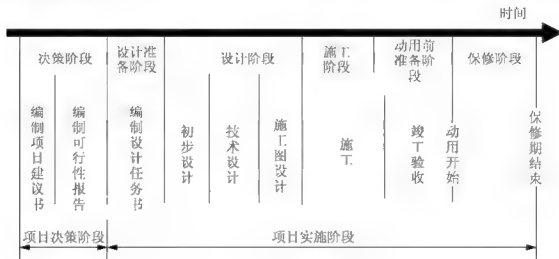 时间
决策阶段
设计准
备阶段
设计阶段
施工
阶段
动用前
准备阶
段
保修阶段
编制项目建议书
编制可行性报告
编制设计任务书
初步设计
技术设计
施工图设计
施工
竣工验收
动用开始
保修期结束
项目决策阶段
项目实施阶段